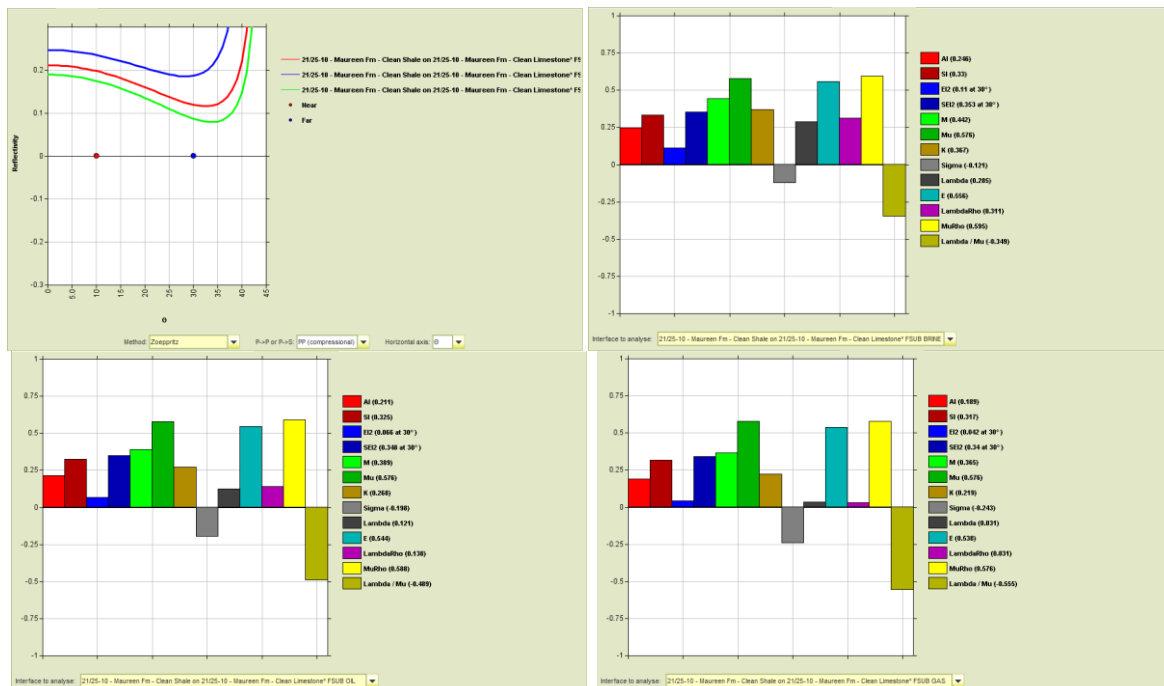 0.2
0.1
0
-0.1
-0.2
-0.3
Reflectivity
0.0
5.0
10
15
20
25
30
35
40
45
Θ
21/25-10 - Maureen Fm - Clean Shale on 21/25-10 - Maureen Fm - Clean Limestone* FS
21/25-10 - Maureen Fm - Clean Shale on 21/25-10 - Maureen Fm - Clean Limestone* FS
21/25-10 - Maureen Fm - Clean Shale on 21/25-10 - Maureen Fm - Clean Limestone* FS
Near
Far
Method: Zoeppritz P->P or P->S: PP (compressional) Horizontal axis: Θ
1
0.75
0.5
0.25
0
-0.25
-0.5
-0.75
-1
AI (0.246)
SI (0.33)
EI2 (0.11 at 30°)
SEI2 (0.353 at 30°)
M (0.442)
Mu (0.576)
K (0.367)
Sigma (-0.121)
Lambda (0.285)
E (0.556)
LambdaRho (0.311)
MuRho (0.595)
Lambda / Mu (-0.349)
Interface to analyse: 21/25-10 - Maureen Fm - Clean Shale on 21/25-10 - Maureen Fm - Clean Limestone* FSUB BRINE
1
0.75
0.5
0.25
0
-0.25
-0.5
-0.75
-1
AI (0.211)
SI (0.325)
EI2 (0.066 at 30°)
SEI2 (0.348 at 30°)
M (0.389)
Mu (0.576)
K (0.268)
Sigma (-0.198)
Lambda (0.121)
E (0.544)
LambdaRho (0.138)
MuRho (0.588)
Lambda / Mu (-0.489)
Interface to analyse: 21/25-10 - Maureen Fm - Clean Shale on 21/25-10 - Maureen Fm - Clean Limestone* FSUB OIL
1
0.75
0.5
0.25
0
-0.25
-0.5
-0.75
-1
AI (0.189)
SI (0.317)
EI2 (0.042 at 30°)
SEI2 (0.34 at 30°)
M (0.365)
Mu (0.576)
K (0.219)
Sigma (-0.243)
Lambda (0.031)
E (0.538)
LambdaRho (0.031)
MuRho (0.576)
Lambda / Mu (-0.555)
Interface to analyse: 21/25-10 - Maureen Fm - Clean Shale on 21/25-10 - Maureen Fm - Clean Limestone* FSUB GAS